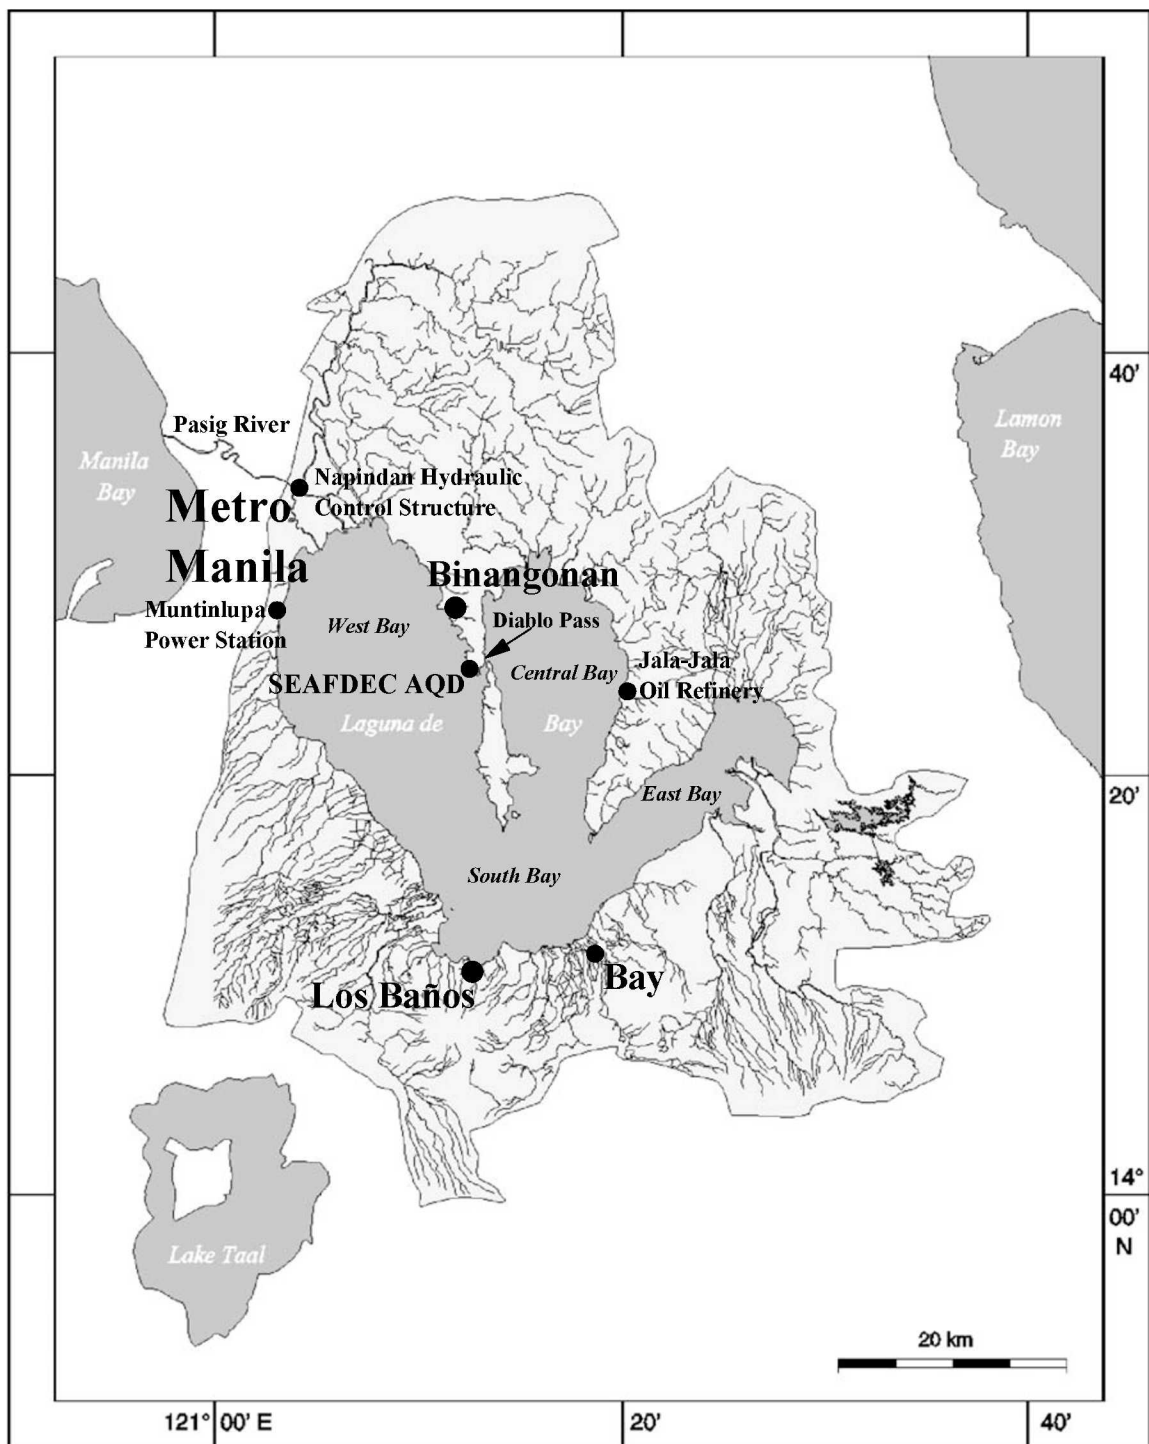 40'
Pasig River
Lamon
Bay
Manila
Bay
Napindan Hydraulic
Control Structure
Metro
Manila
Binangonan
Muntinlupa
Power Station
West Bay
Diablo Pass
Central Bay
Jala-Jala
Oil Refinery
SEAFDEC AQD
Laguna de
Bay
20'
East Bay
South Bay
Bay
Los Baños
14°
00'
N
Lake Taal
20 km
121° 00' E
20'
40'